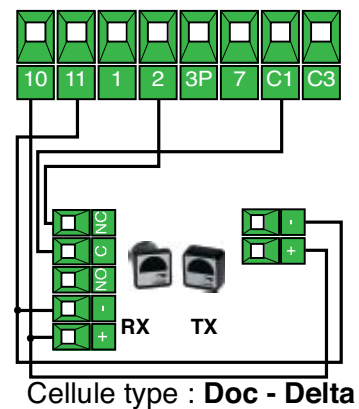 10 11 1 2 3P 7 C1 C3
NC
C
NO
-
+
RX TX
-
+
Cellule type : Doc - Delta